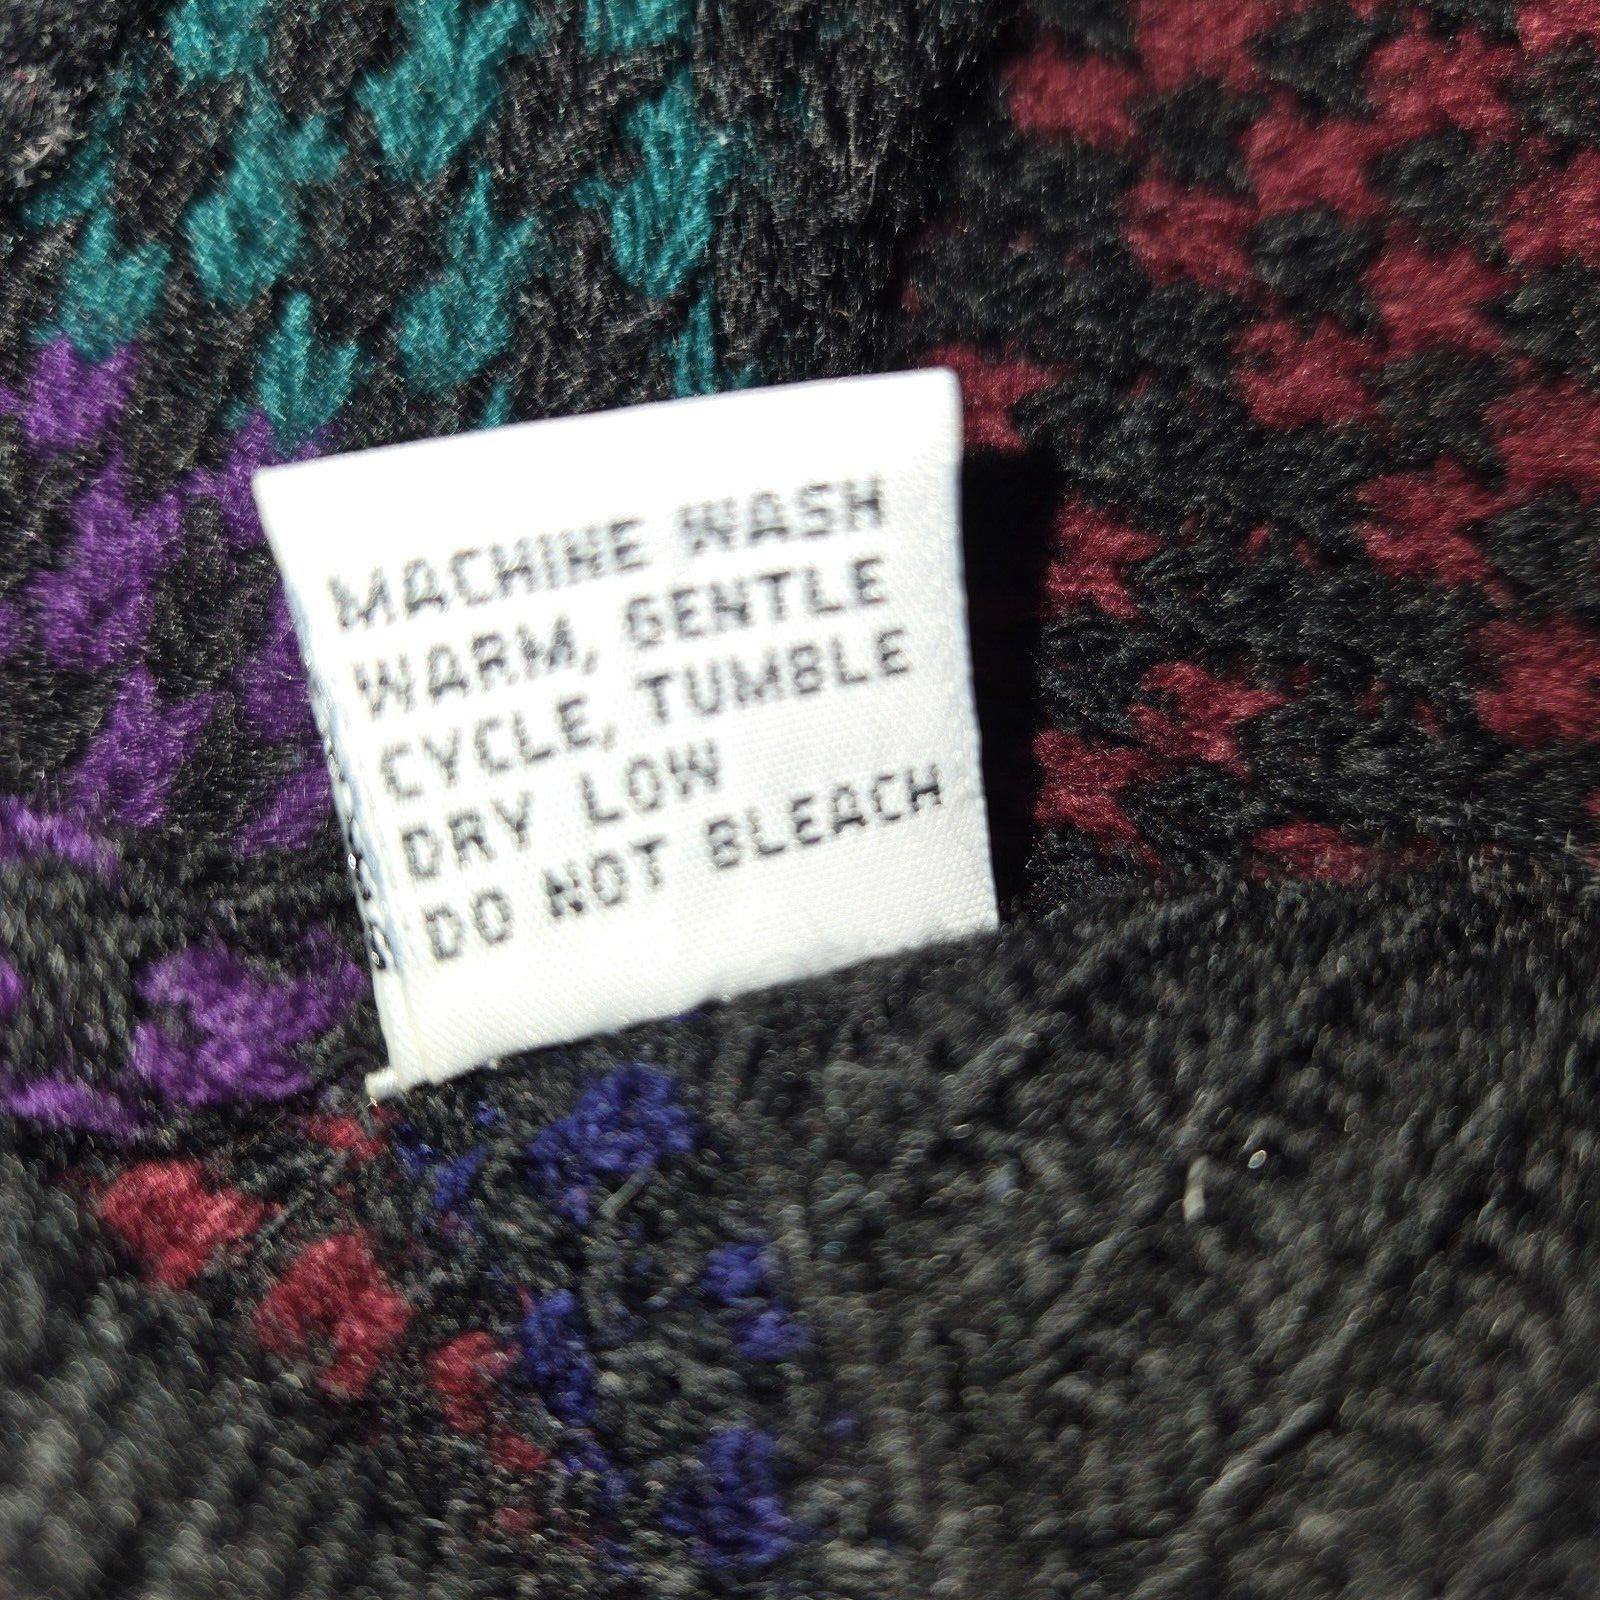 MACHINE WASH
WARM, GENTLE
CYCLE, TUMBLE
DRY LOW
DO NOT BLEACH